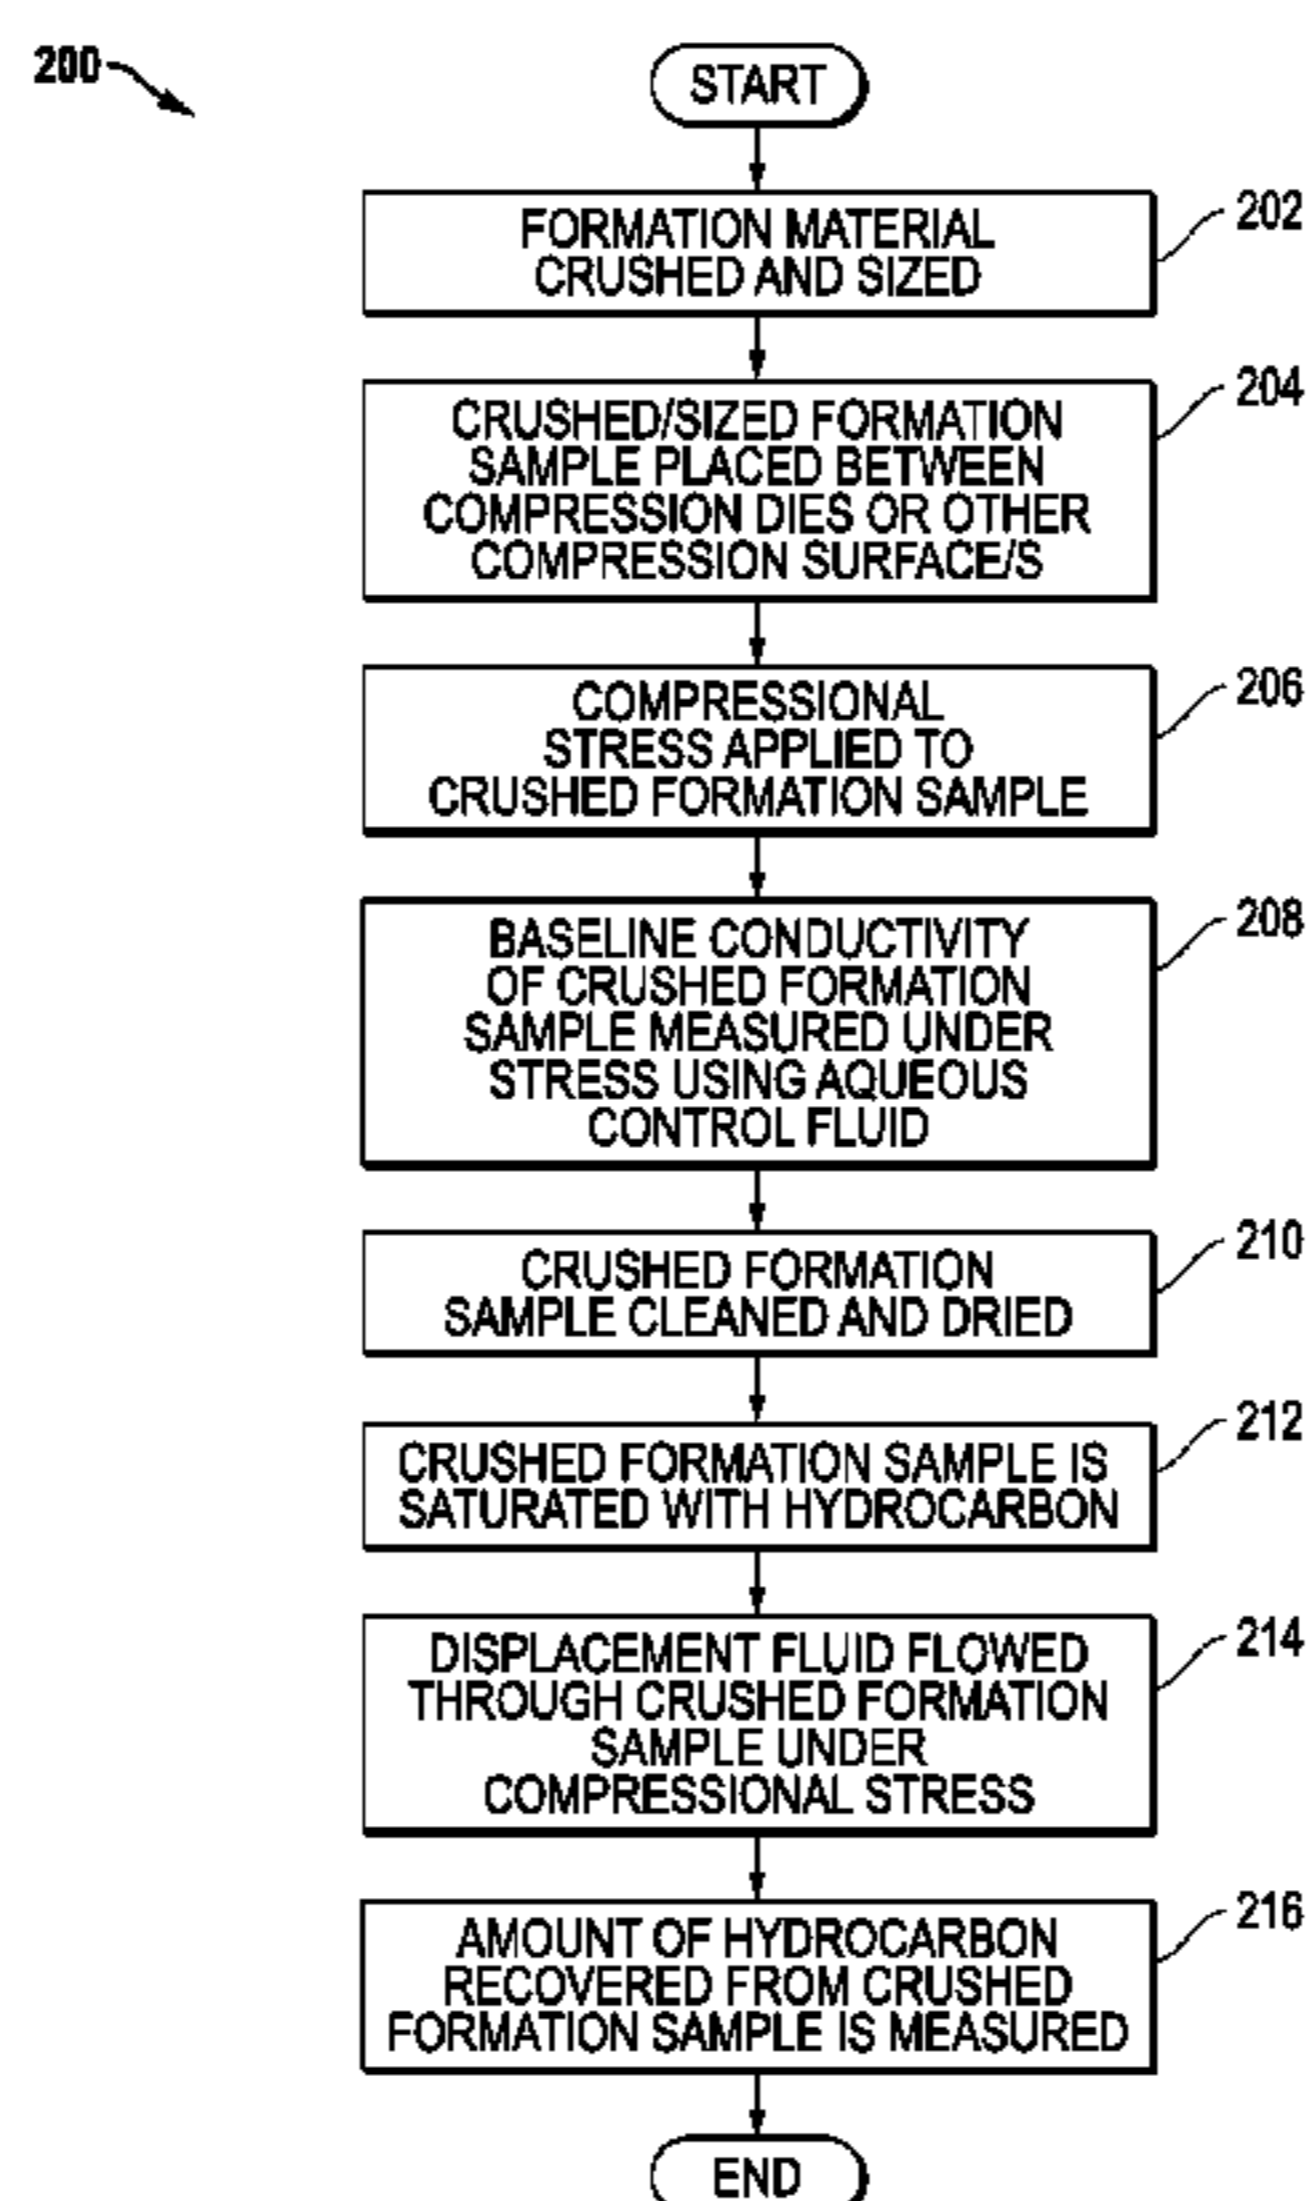 200
START
FORMATION MATERIAL
CRUSHED AND SIZED
202
CRUSHED/SIZED FORMATION
SAMPLE PLACED BETWEEN
COMPRESSION DIES OR OTHER
COMPRESSION SURFACE/S
204
COMPRESSIONAL
STRESS APPLIED TO
CRUSHED FORMATION SAMPLE
206
BASELINE CONDUCTIVITY
OF CRUSHED FORMATION
SAMPLE MEASURED UNDER
STRESS USING AQUEOUS
CONTROL FLUID
208
CRUSHED FORMATION
SAMPLE CLEANED AND DRIED
210
CRUSHED FORMATION SAMPLE IS
SATURATED WITH HYDROCARBON
212
DISPLACEMENT FLUID FLOWED
THROUGH CRUSHED FORMATION
SAMPLE UNDER
COMPRESSIONAL STRESS
214
AMOUNT OF HYDROCARBON
RECOVERED FROM CRUSHED
FORMATION SAMPLE IS MEASURED
216
END